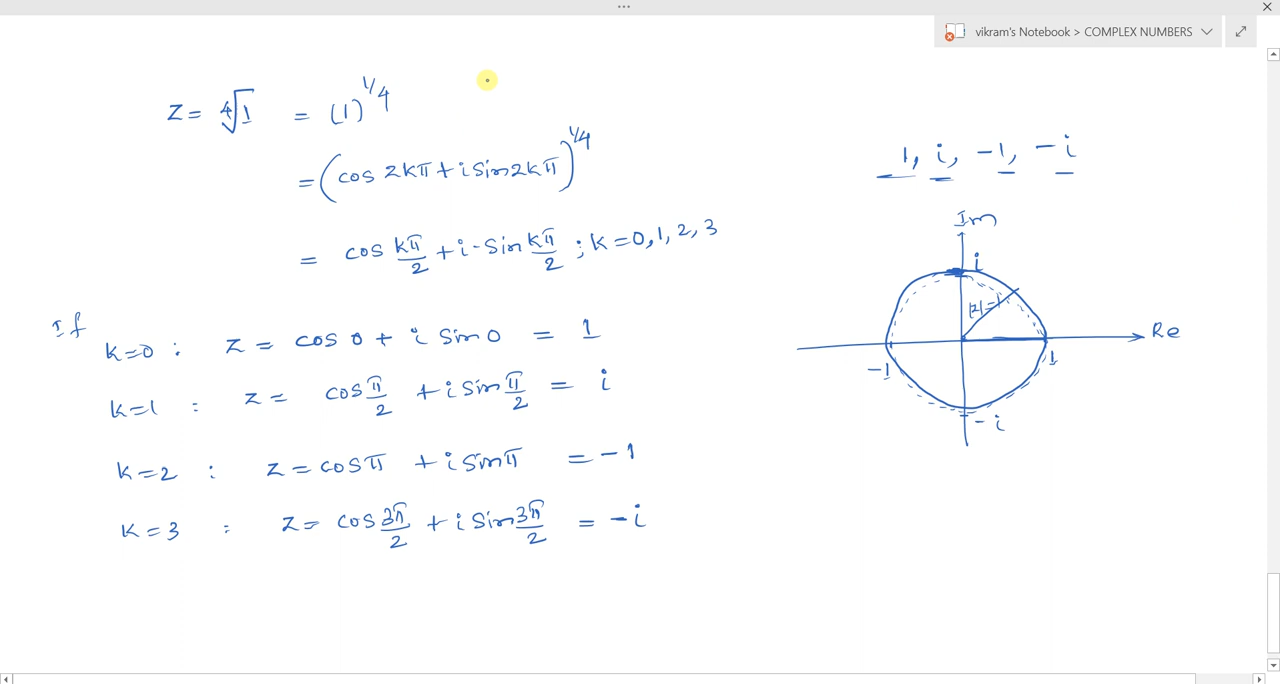 vikram's Notebook > COMPLEX NUMBERS
z = ∜1 = (1)^1/4
= (cos 2kπ + i sin 2kπ)^1/4
= cos kπ/2 + i · sin kπ/2 ; k = 0, 1, 2, 3
If
k=0 : z = cos 0 + i sin 0 = 1
k=1 : z = cos π/2 + i sin π/2 = i
k=2 : z = cos π + i sin π = -1
k=3 : z = cos 3π/2 + i sin 3π/2 = -i
1, i, -1, -i
Im
i
|z|=1
Re
-1
1
-i